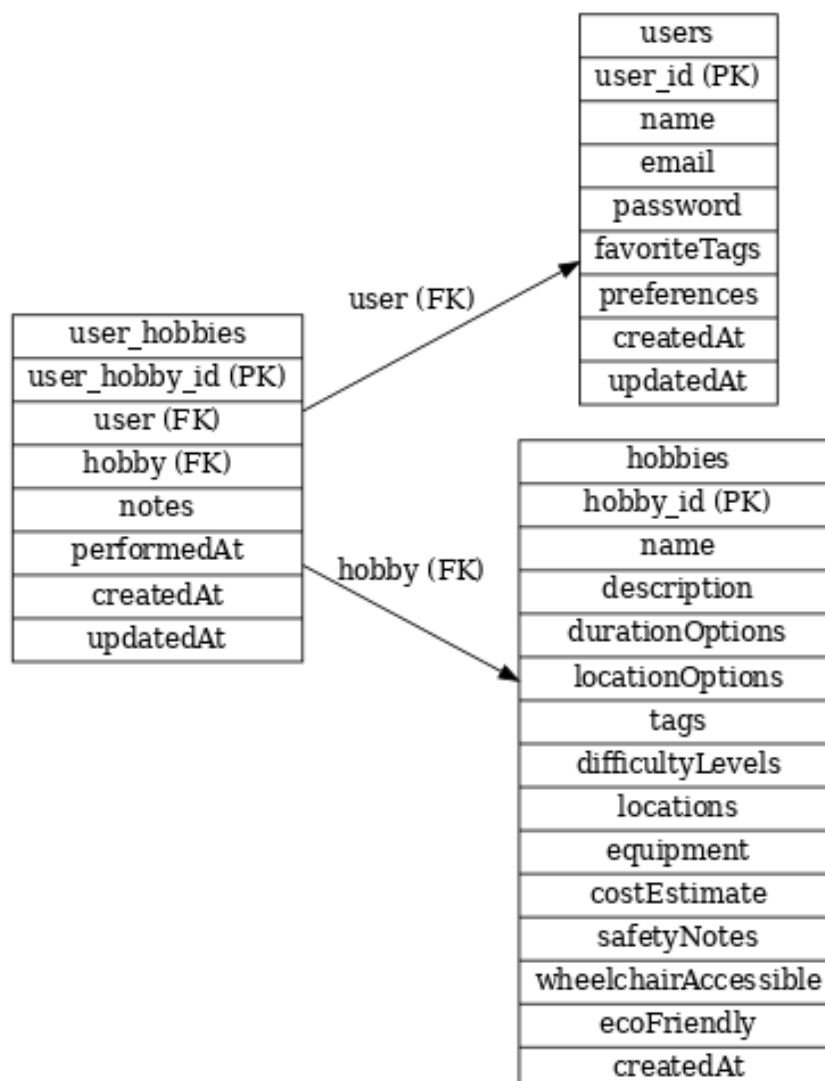 users
user_id (PK)
name
email
password
favoriteTags
preferences
createdAt
updatedAt
user (FK)
user_hobbies
user_hobby_id (PK)
user (FK)
hobby (FK)
notes
performedAt
createdAt
updatedAt
hobby (FK)
hobbies
hobby_id (PK)
name
description
durationOptions
locationOptions
tags
difficultyLevels
locations
equipment
costEstimate
safetyNotes
wheelchairAccessible
ecoFriendly
createdAt